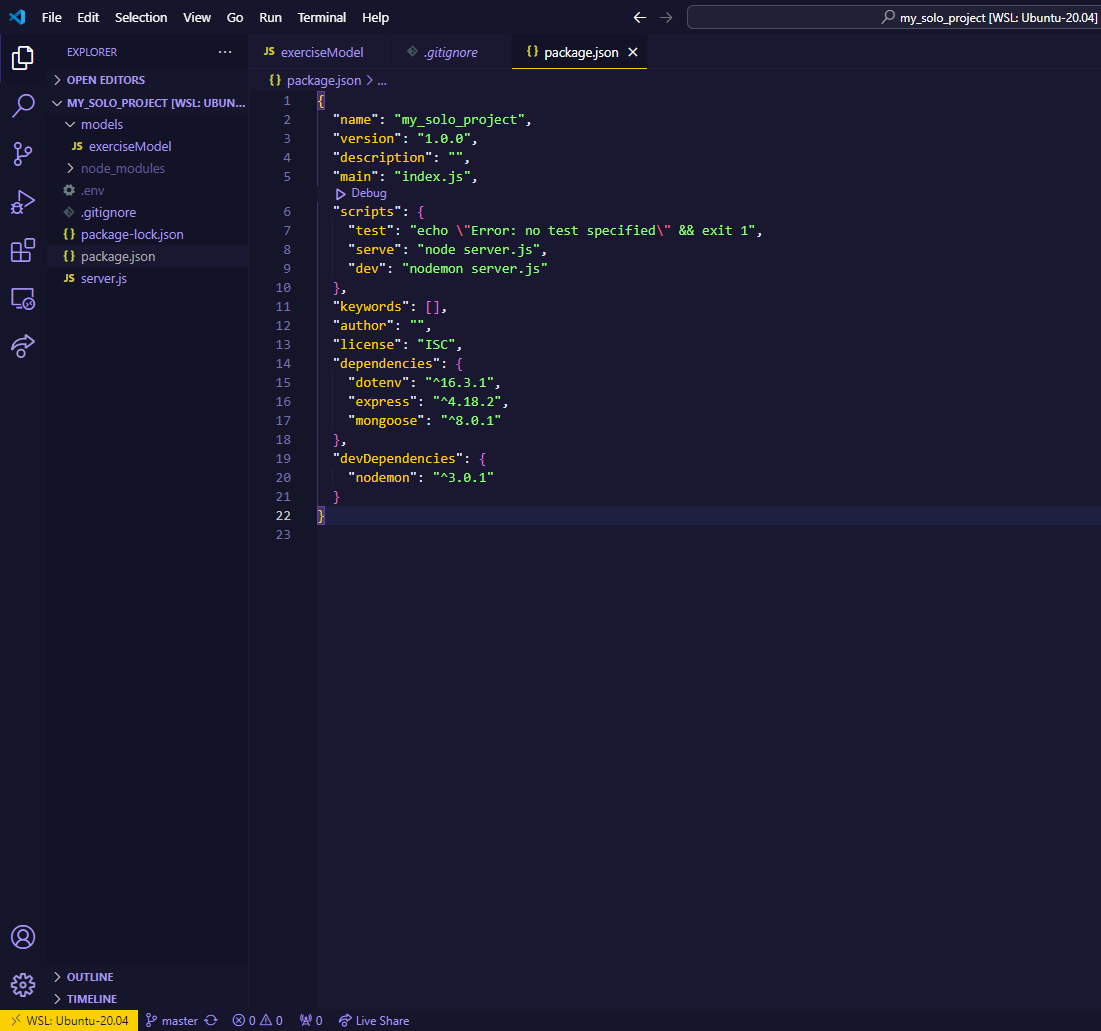 File Edit Selection View Go Run Terminal Help
my_solo_project [WSL: Ubuntu-20.04]
EXPLORER
OPEN EDITORS
MY_SOLO_PROJECT [WSL: UBUN...
models
JS exerciseModel
node_modules
.env
.gitignore
{} package-lock.json
{} package.json
JS server.js
OUTLINE
TIMELINE
JS exerciseModel
.gitignore
{} package.json
{} package.json > ...
1 {
2 "name": "my_solo_project",
3 "version": "1.0.0",
4 "description": "",
5 "main": "index.js",
Debug
6 "scripts": {
7 "test": "echo \"Error: no test specified\" && exit 1",
8 "serve": "node server.js",
9 "dev": "nodemon server.js"
10 },
11 "keywords": [],
12 "author": "",
13 "license": "ISC",
14 "dependencies": {
15 "dotenv": "^16.3.1",
16 "express": "^4.18.2",
17 "mongoose": "^8.0.1"
18 },
19 "devDependencies": {
20 "nodemon": "^3.0.1"
21 }
22 }
23
WSL: Ubuntu-20.04 master 0 0 0 Live Share